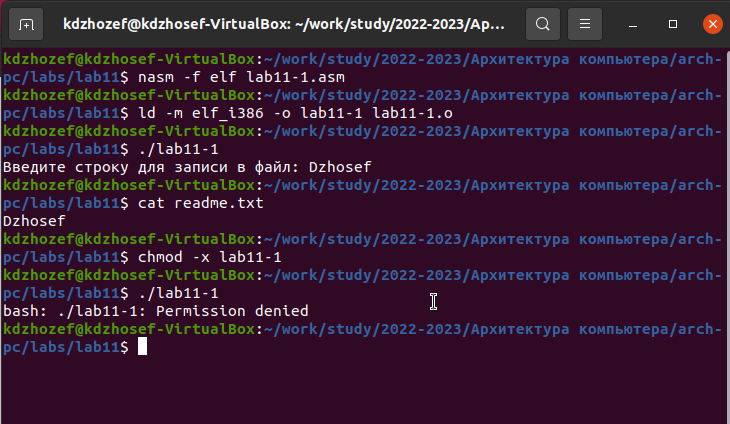 kdzhozef@kdzhosef-VirtualBox: ~/work/study/2022-2023/Ар...
kdzhozef@kdzhosef-VirtualBox:~/work/study/2022-2023/Архитектура компьютера/arch-
pc/labs/lab11$ nasm -f elf lab11-1.asm
kdzhozef@kdzhosef-VirtualBox:~/work/study/2022-2023/Архитектура компьютера/arch-
pc/labs/lab11$ ld -m elf_i386 -o lab11-1 lab11-1.o
kdzhozef@kdzhosef-VirtualBox:~/work/study/2022-2023/Архитектура компьютера/arch-
pc/labs/lab11$ ./lab11-1
Введите строку для записи в файл: Dzhosef
kdzhozef@kdzhosef-VirtualBox:~/work/study/2022-2023/Архитектура компьютера/arch-
pc/labs/lab11$ cat readme.txt
Dzhosef
kdzhozef@kdzhosef-VirtualBox:~/work/study/2022-2023/Архитектура компьютера/arch-
pc/labs/lab11$ chmod -x lab11-1
kdzhozef@kdzhosef-VirtualBox:~/work/study/2022-2023/Архитектура компьютера/arch-
pc/labs/lab11$ ./lab11-1
bash: ./lab11-1: Permission denied
kdzhozef@kdzhosef-VirtualBox:~/work/study/2022-2023/Архитектура компьютера/arch-
pc/labs/lab11$